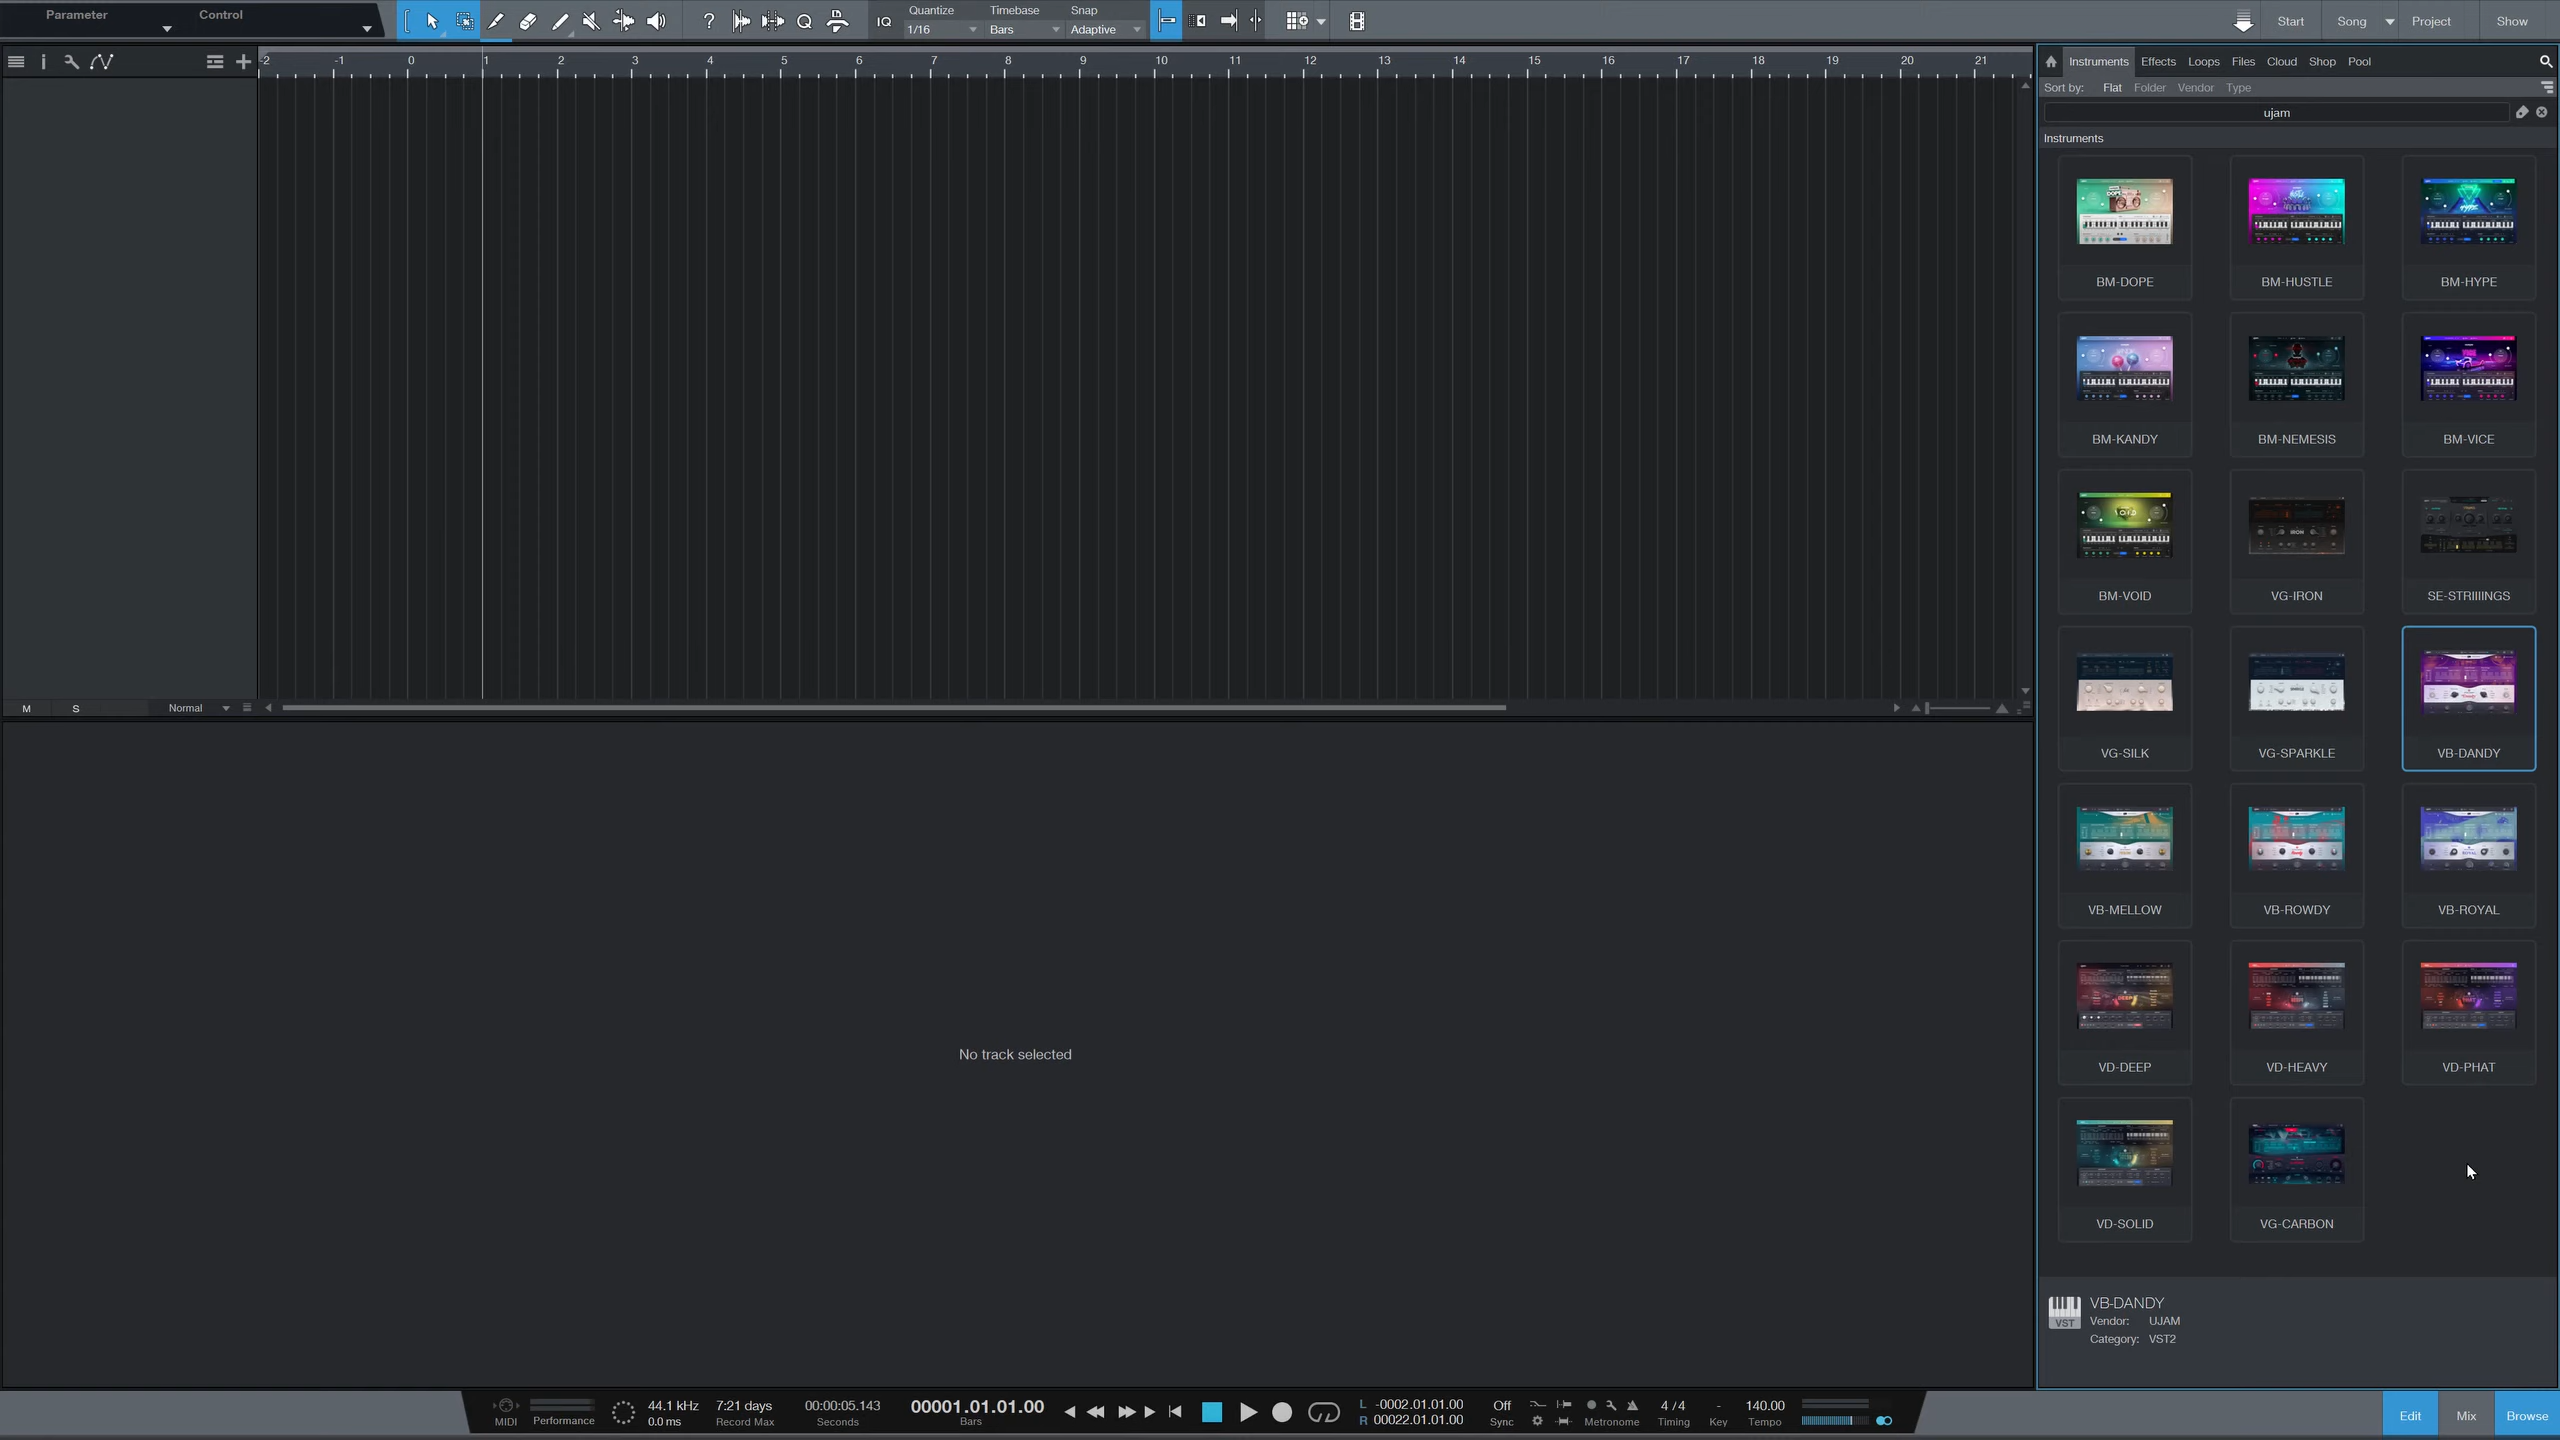 Parameter Control
Quantize Timebase Snap
IQ 1/16 Bars Adaptive
Start Song Project Show
-2 -1 0 1 2 3 4 5 6 7 8 9 10 11 12 13 14 15 16 17 18 19 20 21
Instruments Effects Loops Files Cloud Shop Pool
Sort by: Flat Folder Vendor Type
ujam
Instruments
BM-DOPE BM-HUSTLE BM-HYPE
BM-KANDY BM-NEMESIS BM-VICE
BM-VOID VG-IRON SE-STRIIIINGS
VG-SILK VG-SPARKLE VB-DANDY
VB-MELLOW VB-ROWDY VB-ROYAL
VD-DEEP VD-HEAVY VD-PHAT
VD-SOLID VG-CARBON
M S Normal
No track selected
VB-DANDY
VST
Vendor: UJAM
Category: VST2
MIDI Performance
44.1 kHz 7:21 days 00:00:05.143 00001.01.01.00
0.0 ms Record Max Seconds Bars
L -0002.01.01.00
R 00022.01.01.00
Off 4 / 4 - 140.00
Sync Metronome Timing Key Tempo
Edit Mix Browse